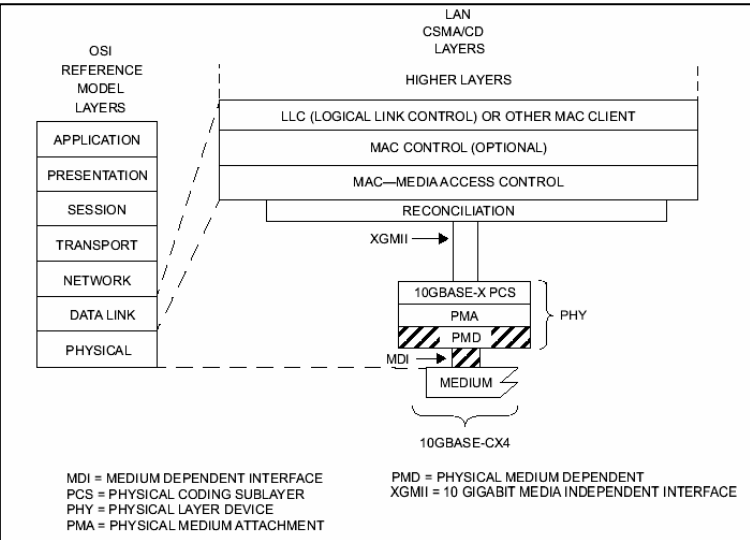 LAN
CSMA/CD
LAYERS
OSI
REFERENCE
MODEL
LAYERS
HIGHER LAYERS
LLC (LOGICAL LINK CONTROL) OR OTHER MAC CLIENT
MAC CONTROL (OPTIONAL)
MAC—MEDIA ACCESS CONTROL
RECONCILIATION
APPLICATION
PRESENTATION
SESSION
TRANSPORT
NETWORK
DATA LINK
PHYSICAL
XGMII
10GBASE-X PCS
PMA
PMD
PHY
MDI
MEDIUM
10GBASE-CX4
MDI = MEDIUM DEPENDENT INTERFACE
PCS = PHYSICAL CODING SUBLAYER
PHY = PHYSICAL LAYER DEVICE
PMA = PHYSICAL MEDIUM ATTACHMENT
PMD = PHYSICAL MEDIUM DEPENDENT
XGMII = 10 GIGABIT MEDIA INDEPENDENT INTERFACE